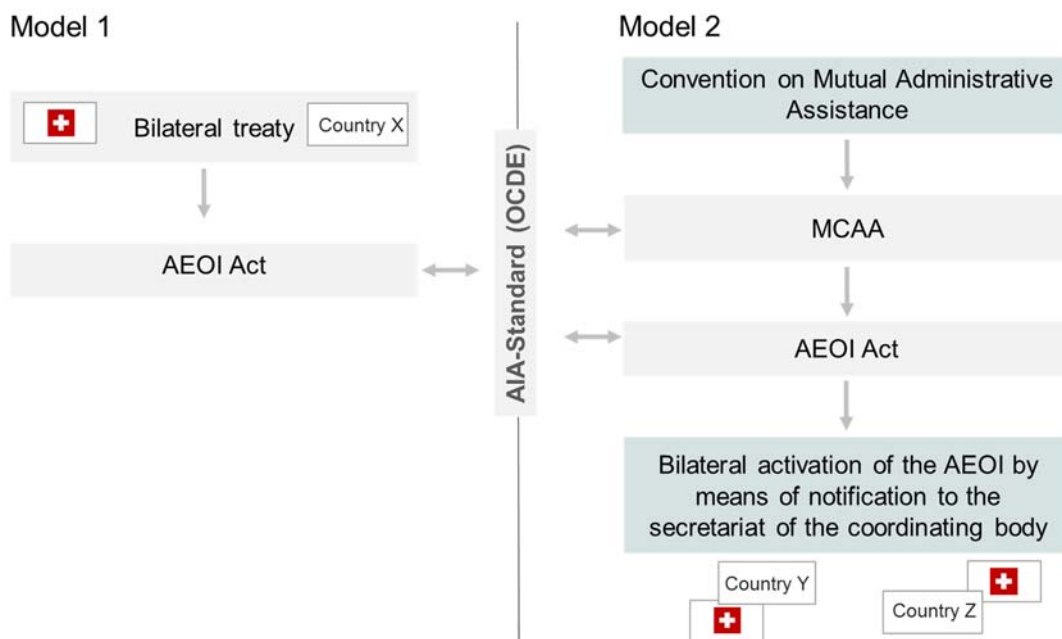 Model 1
Bilateral treaty
Country X
AEOI Act
AIA-Standard (OCDE)
Model 2
Convention on Mutual Administrative
Assistance
MCAA
AEOI Act
Bilateral activation of the AEOI by
means of notification to the
secretariat of the coordinating body
Country Y
Country Z